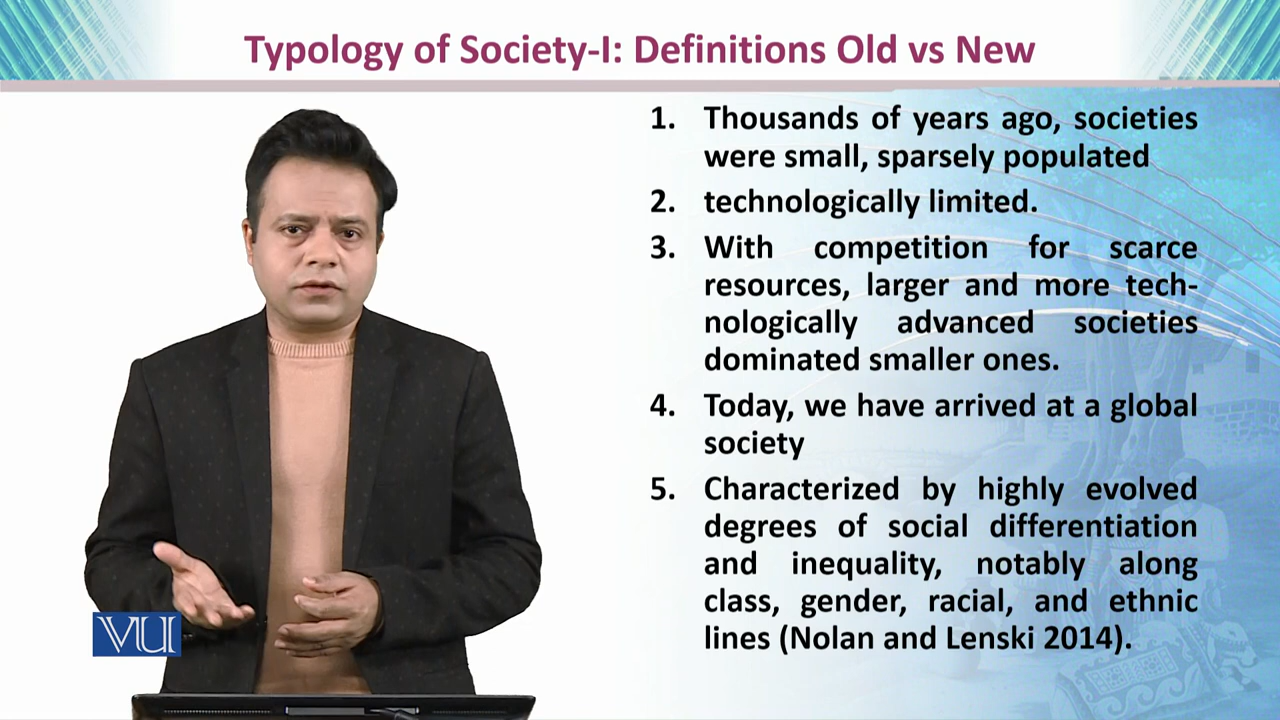 Typology of Society-I: Definitions Old vs New
1. Thousands of years ago, societies
were small, sparsely populated
2. technologically limited.
3. With competition for scarce
resources, larger and more tech-
nologically advanced societies
dominated smaller ones.
4. Today, we have arrived at a global
society
5. Characterized by highly evolved
degrees of social differentiation
and inequality, notably along
class, gender, racial, and ethnic
lines (Nolan and Lenski 2014).
VU